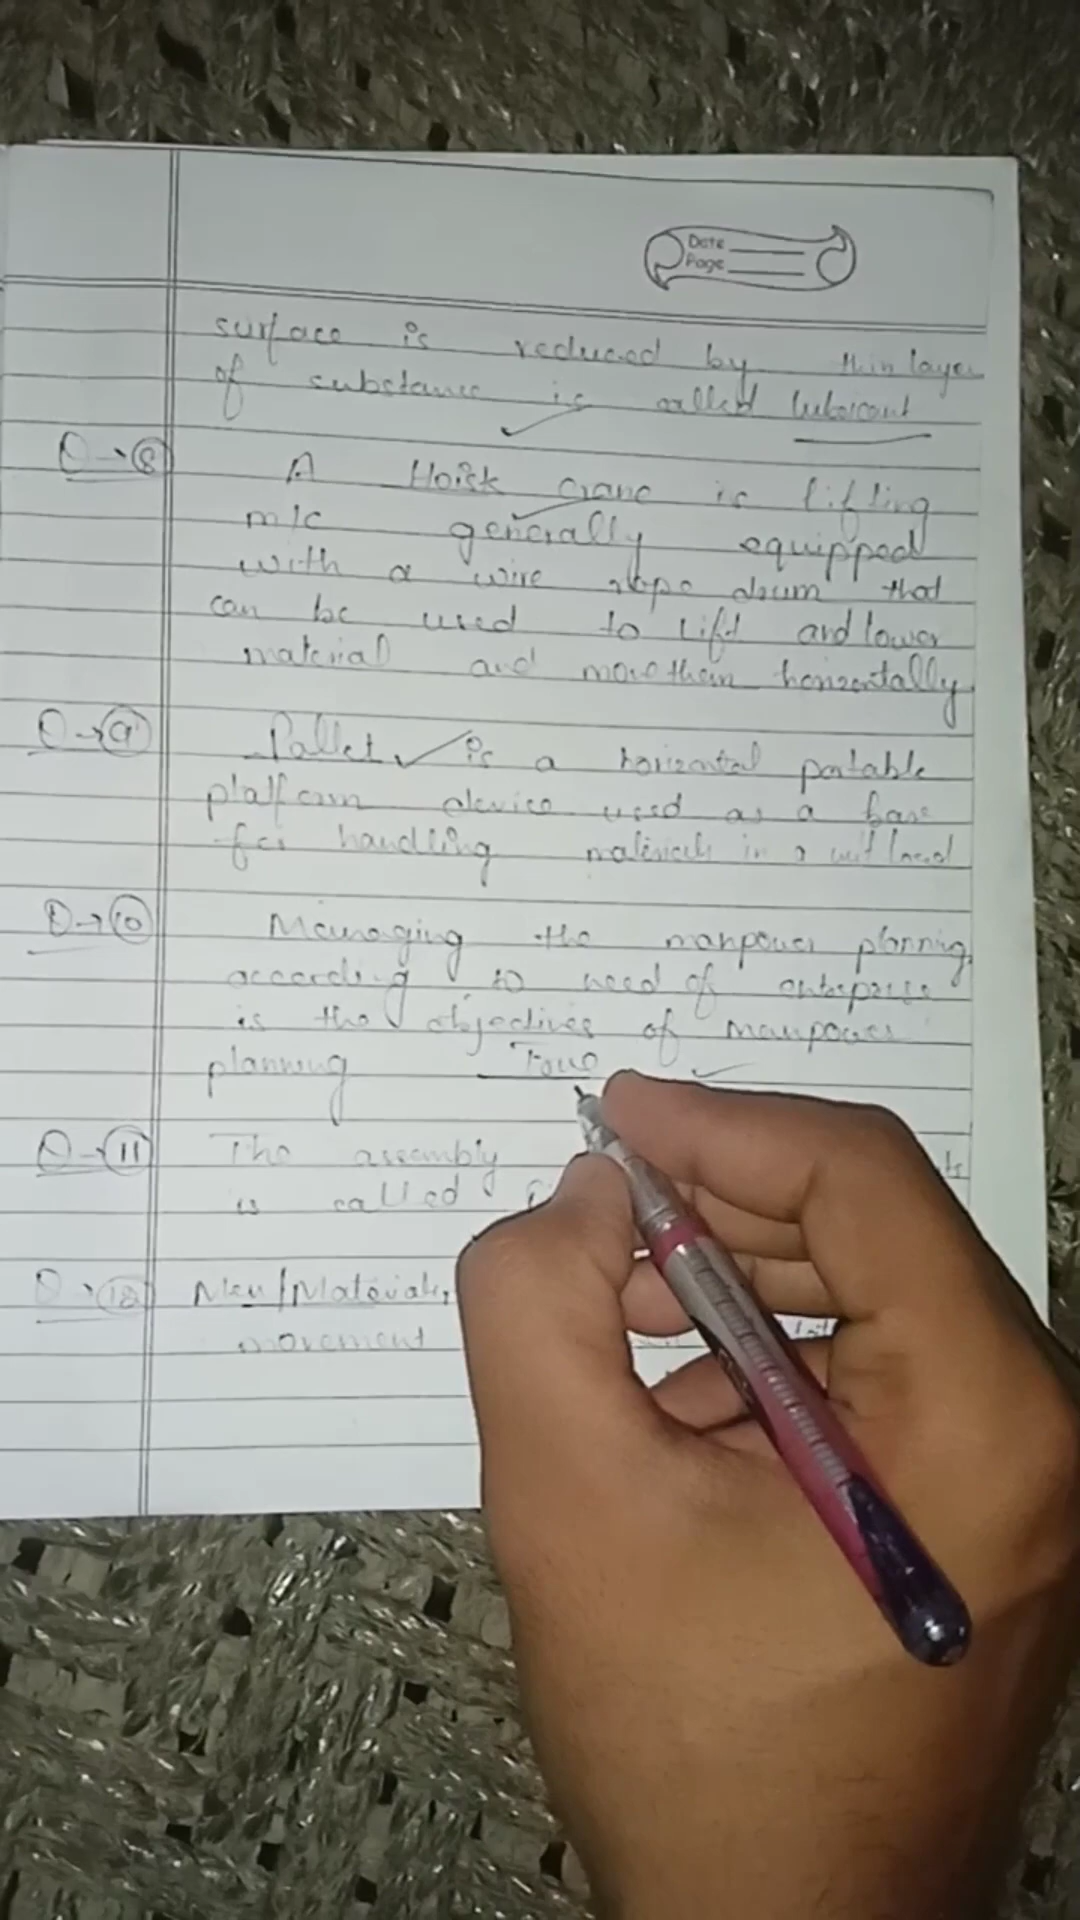 Date
Page
surface is reduced by thin layer
of substance is called lubricant
Q→8 A Hoist crane is lifting
m/c generally equipped
with a wire rope drum that
can be used to lift and lower
material and move them horizontally
Q→9 Pallet is a horizontal portable
platform device used as a base
for handling materials in a unit load
Q→10 Managing the manpower planning
according to need of enterprise
is the objectives of manpower
planning True
Q→11 The assembly
is called
Q→12 Men/Material,
movement